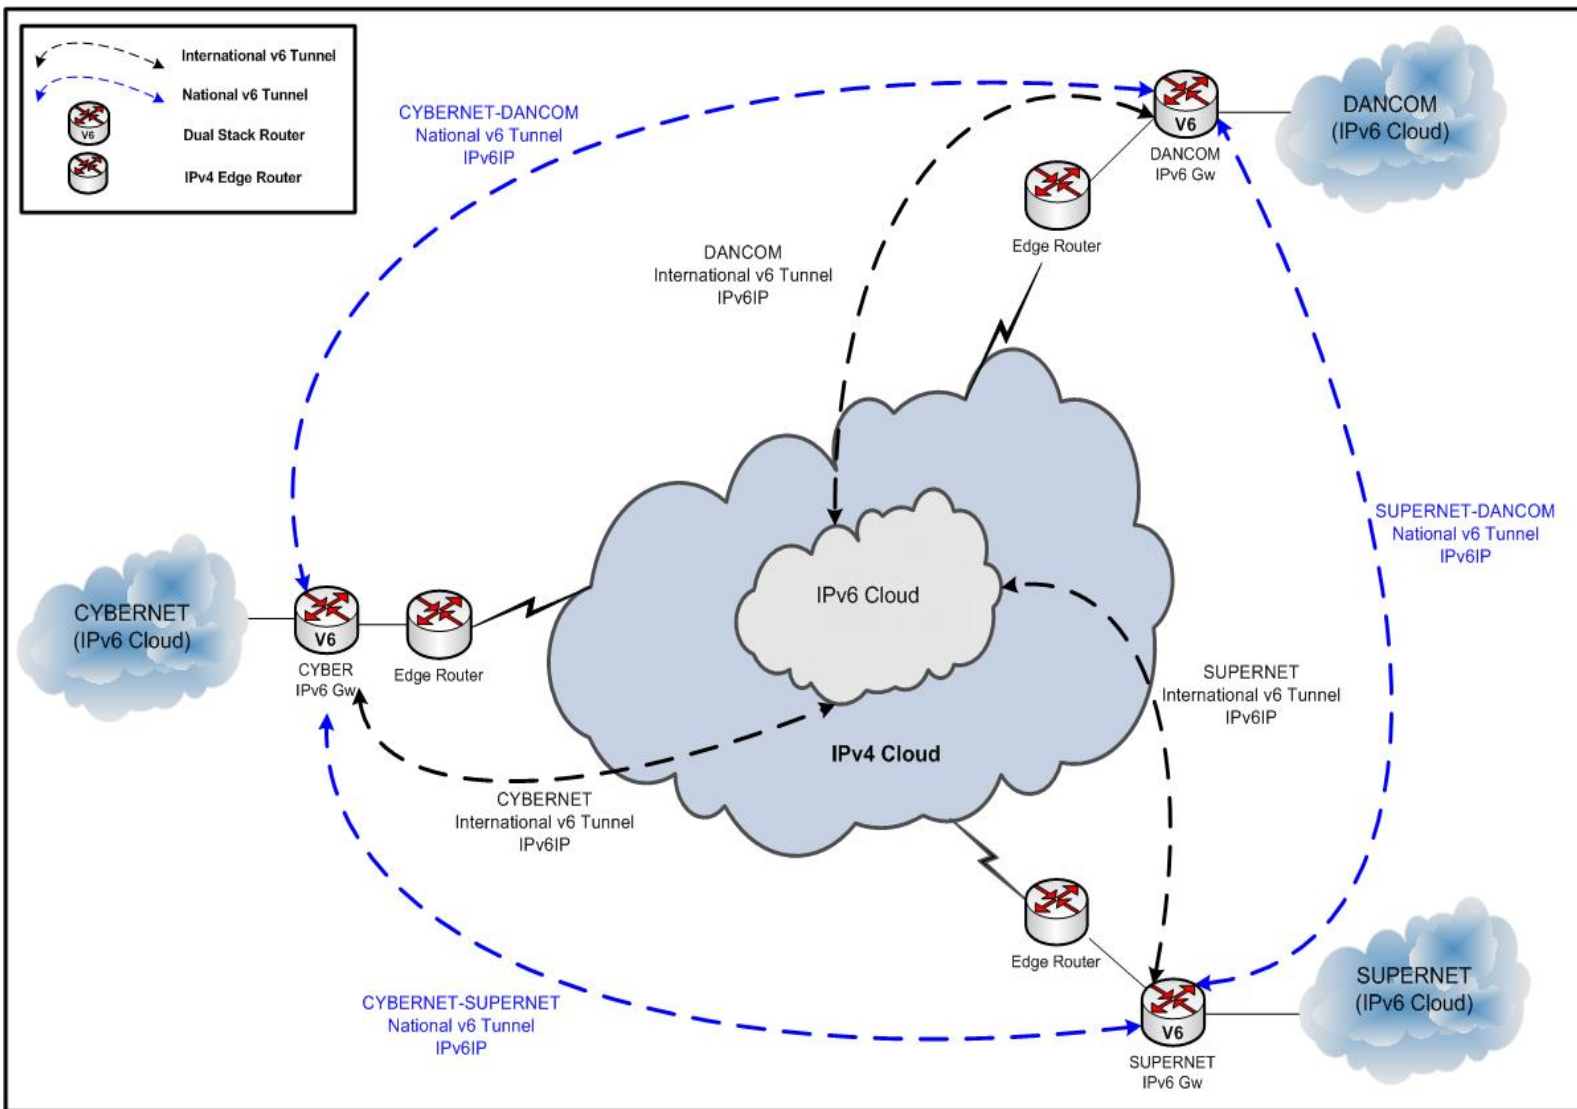 International v6 Tunnel
National v6 Tunnel
V6
Dual Stack Router
IPv4 Edge Router
CYBERNET-DANCOM
National v6 Tunnel
IPv6IP
V6
DANCOM
IPv6 Gw
DANCOM
(IPv6 Cloud)
Edge Router
DANCOM
International v6 Tunnel
IPv6IP
SUPERNET-DANCOM
National v6 Tunnel
IPv6IP
IPv6 Cloud
CYBERNET
(IPv6 Cloud)
V6
CYBER
IPv6 Gw
Edge Router
SUPERNET
International v6 Tunnel
IPv6IP
IPv4 Cloud
CYBERNET
International v6 Tunnel
IPv6IP
Edge Router
CYBERNET-SUPERNET
National v6 Tunnel
IPv6IP
V6
SUPERNET
IPv6 Gw
SUPERNET
(IPv6 Cloud)